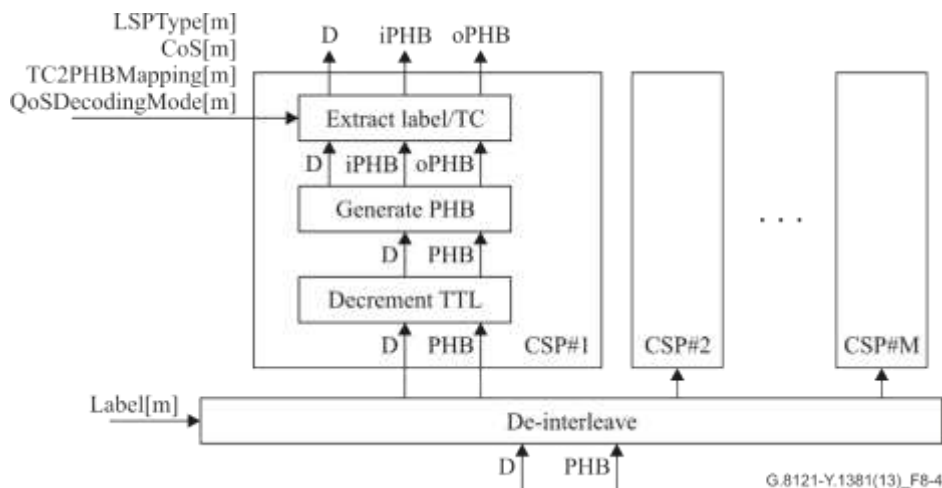 LSPType[m]
CoS[m]
TC2PHBMapping[m]
QoSDecodingMode[m]
D iPHB oPHB
Extract label/TC
D iPHB oPHB
Generate PHB
D PHB
Decrement TTL
D PHB
CSP#1
CSP#2
. . .
CSP#M
Label[m]
De-interleave
D PHB
G.8121-Y.1381(13)_F8-4